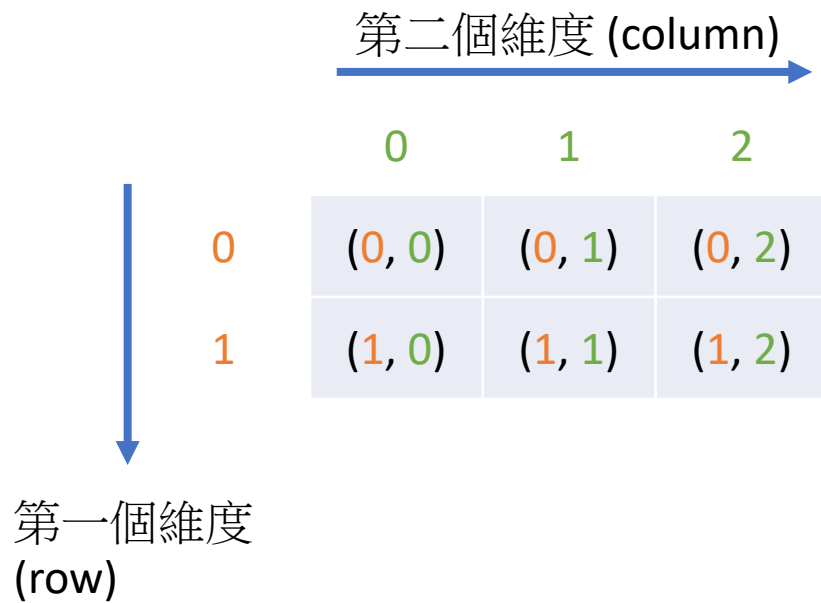 第二個維度 (column)
0 1 2
0 (0, 0) (0, 1) (0, 2)
1 (1, 0) (1, 1) (1, 2)
第一個維度
(row)